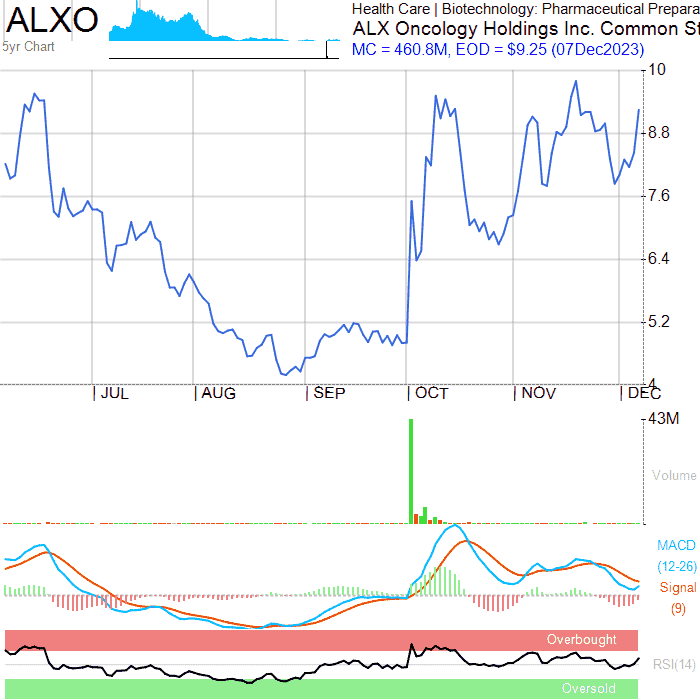 ALXO
5yr Chart
Health Care | Biotechnology: Pharmaceutical Prepara
ALX Oncology Holdings Inc. Common St
MC = 460.8M, EOD = $9.25 (07Dec2023)
10
8.8
7.6
6.4
5.2
4
JUL AUG SEP OCT NOV DEC
43M
Volume
MACD
(12-26)
Signal
(9)
Overbought
RSI(14)
Oversold